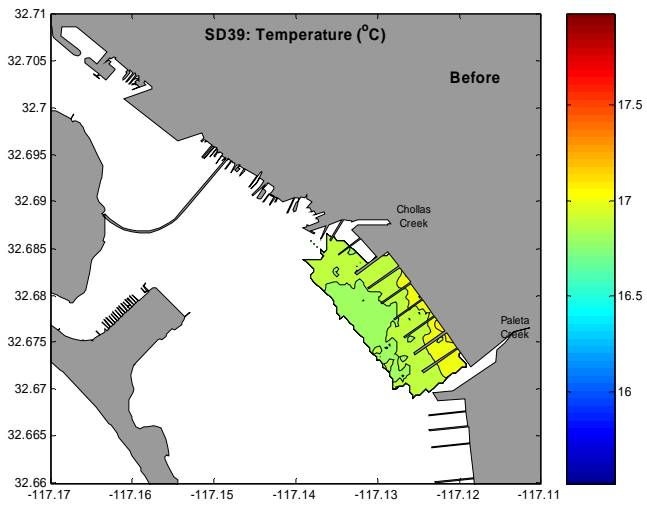 32.71
SD39: Temperature (°C)
32.705
Before
32.7
17.5
32.695
32.69
17
Chollas
Creek
32.685
32.68
16.5
Paleta
32.675
Creek
32.67
16
32.665
32.66
-117.17 -117.16 -117.15 -117.14 -117.13 -117.12 -117.11